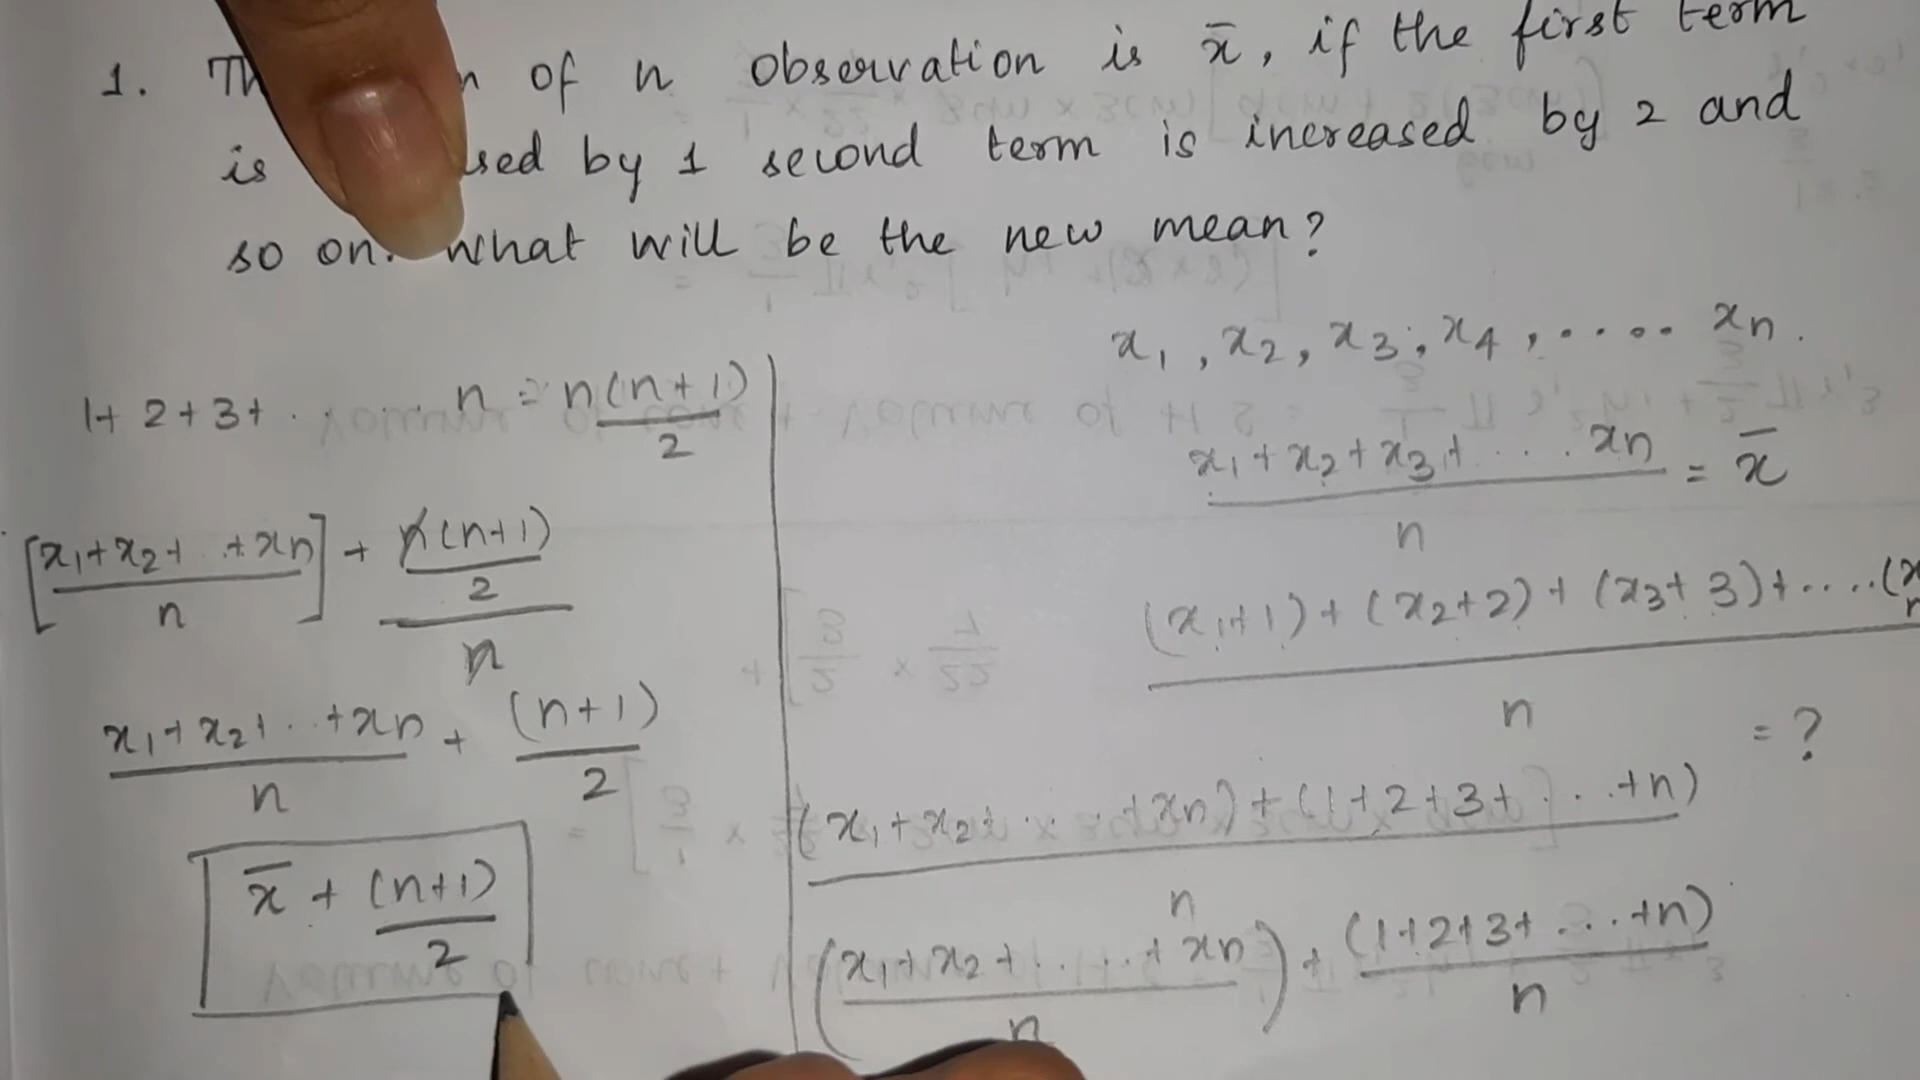 1. of n observation is x̄, if the first term
is by 1 second term is increased by 2 and
so on. what will be the new mean?
x₁, x₂, x₃, x₄, ..... xₙ.
(x₁+x₂+x₃+...xₙ)/n = x̄
((x₁+1)+(x₂+2)+(x₃+3)+....(x
n
= ?
((x₁+x₂+....+xₙ)+(1+2+3+...+n))/n
((x₁+x₂+.....+xₙ)/n) + (1+2+3+...+n)/n
1+2+3+.....n = n(n+1)/2
[(x₁+x₂+..+xₙ)/n] + (n(n+1)/2)/n
(x₁+x₂+..+xₙ)/n + (n+1)/2
x̄ + (n+1)/2